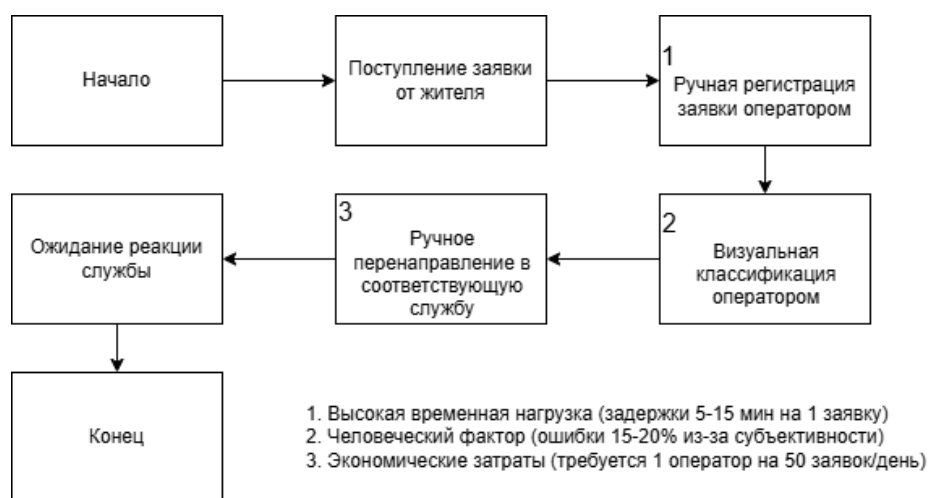 Начало
Поступление заявки
от жителя
1
Ручная регистрация
заявки оператором
2
Визуальная
классификация
оператором
3
Ручное
перенаправление в
соответствующую
службу
Ожидание реакции
службы
Конец
1. Высокая временная нагрузка (задержки 5-15 мин на 1 заявку)
2. Человеческий фактор (ошибки 15-20% из-за субъективности)
3. Экономические затраты (требуется 1 оператор на 50 заявок/день)